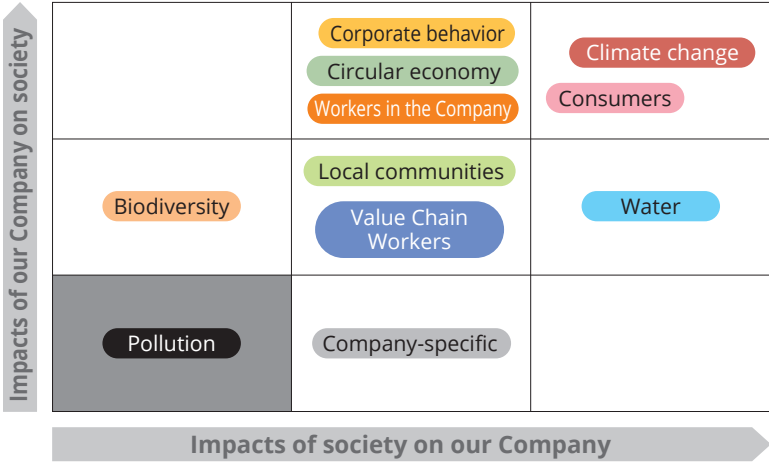 Impacts of our Company on society
Corporate behavior
Circular economy
Workers in the Company
Climate change
Consumers
Biodiversity
Local communities
Value Chain
Workers
Water
Pollution
Company-specific
Impacts of society on our Company